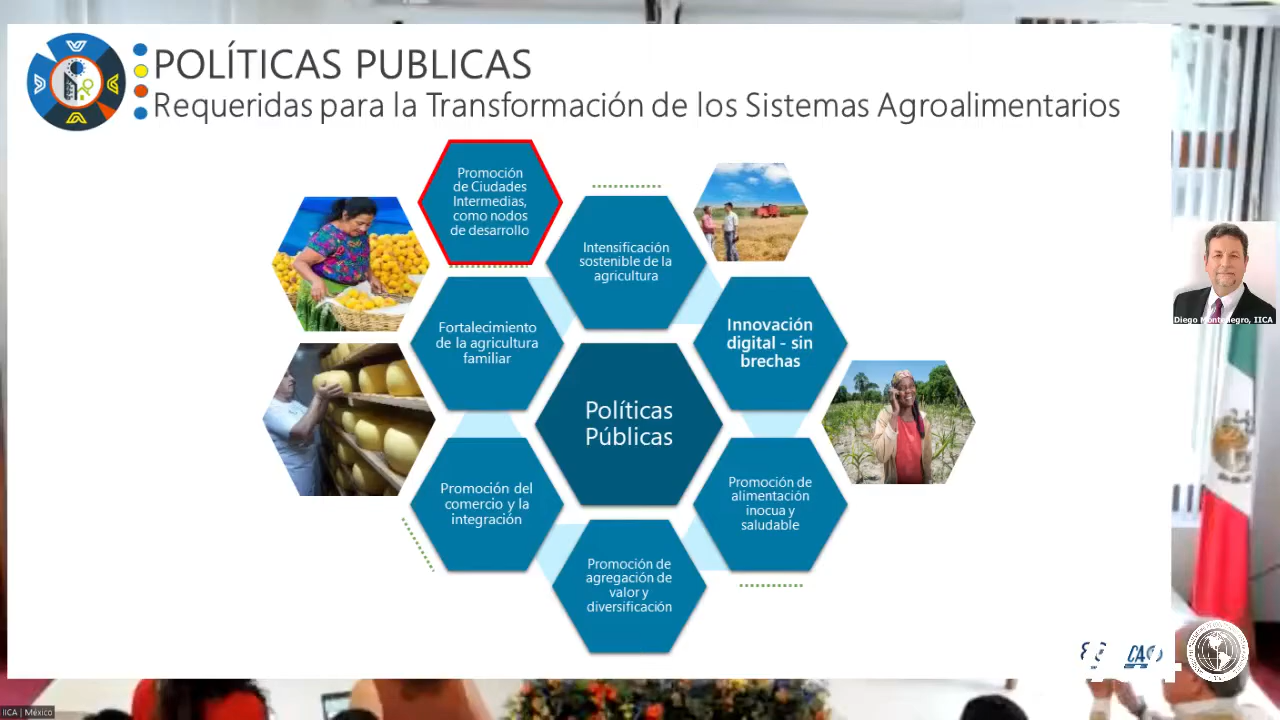 POLÍTICAS PUBLICAS
Requeridas para la Transformación de los Sistemas Agroalimentarios
Promoción
de Ciudades
Intermedias,
como nodos
de desarrollo
Intensificación
sostenible de la
agricultura
Fortalecimiento
de la agricultura
familiar
Innovación
digital - sin
brechas
Políticas
Públicas
Promoción del
comercio y la
integración
Promoción de
alimentación
inocua y
saludable
Promoción de
agregación de
valor y
diversificación
Diego Montenegro, IICA
IICA | México